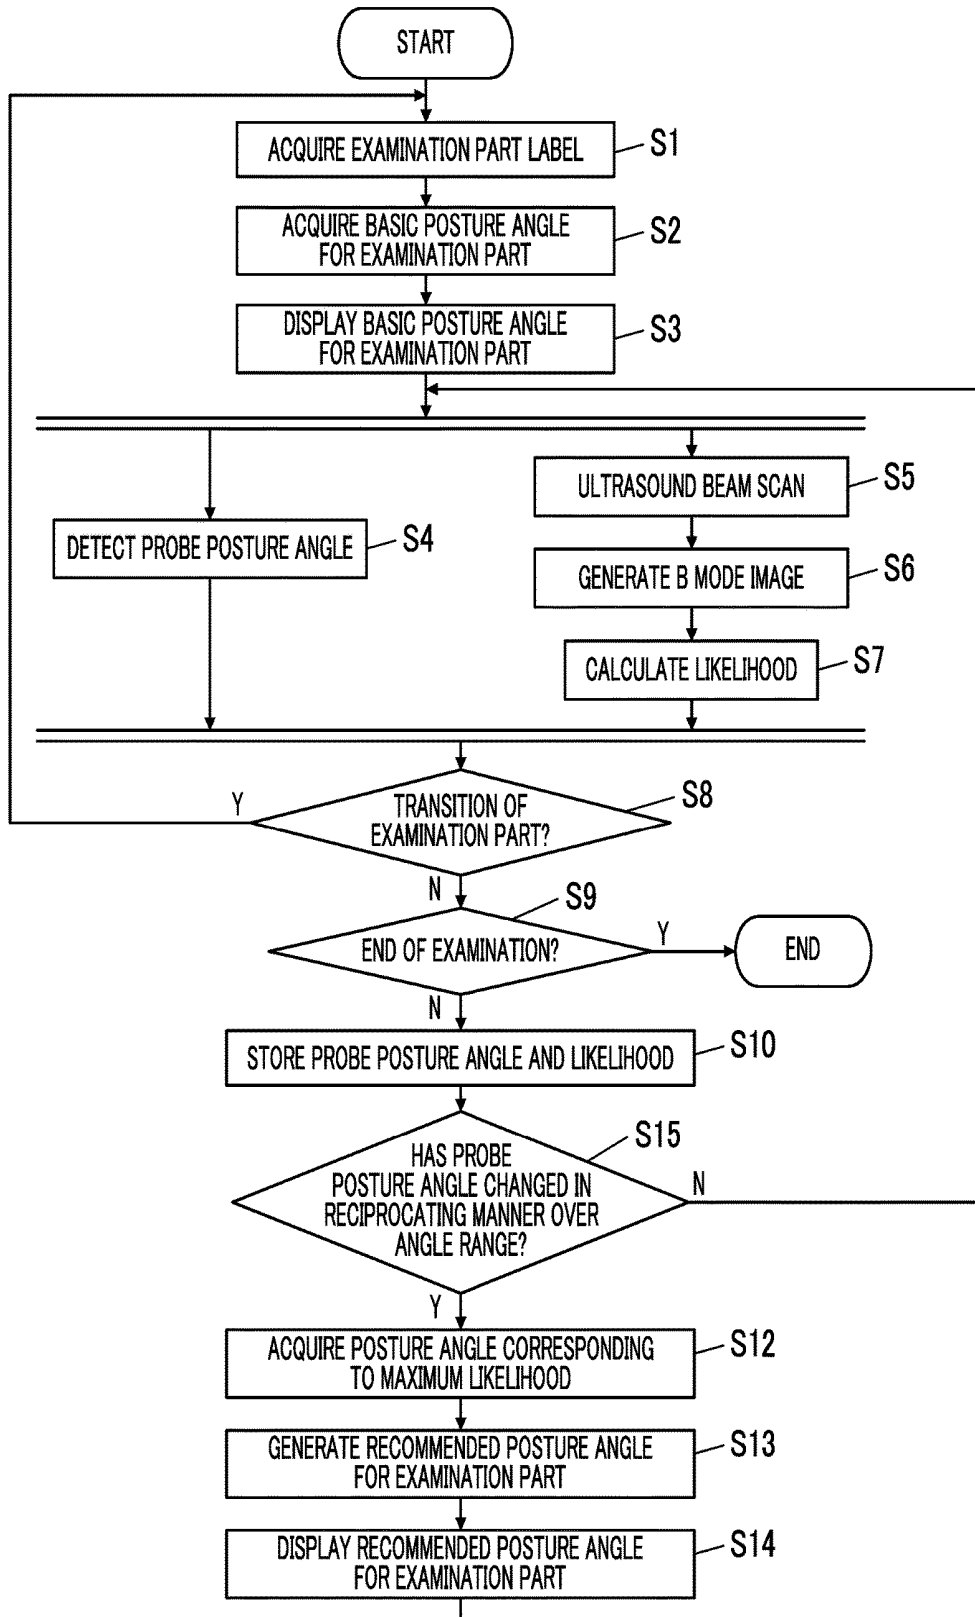 START
ACQUIRE EXAMINATION PART LABEL
S1
ACQUIRE BASIC POSTURE ANGLE
FOR EXAMINATION PART
S2
DISPLAY BASIC POSTURE ANGLE
FOR EXAMINATION PART
S3
ULTRASOUND BEAM SCAN
S5
DETECT PROBE POSTURE ANGLE
S4
GENERATE B MODE IMAGE
S6
CALCULATE LIKELIHOOD
S7
Y
TRANSITION OF
EXAMINATION PART?
S8
N
END OF EXAMINATION?
S9
Y
END
N
STORE PROBE POSTURE ANGLE AND LIKELIHOOD
S10
HAS PROBE
POSTURE ANGLE CHANGED IN
RECIPROCATING MANNER OVER
ANGLE RANGE?
S15
N
Y
ACQUIRE POSTURE ANGLE CORRESPONDING
TO MAXIMUM LIKELIHOOD
S12
GENERATE RECOMMENDED POSTURE ANGLE
FOR EXAMINATION PART
S13
DISPLAY RECOMMENDED POSTURE ANGLE
FOR EXAMINATION PART
S14